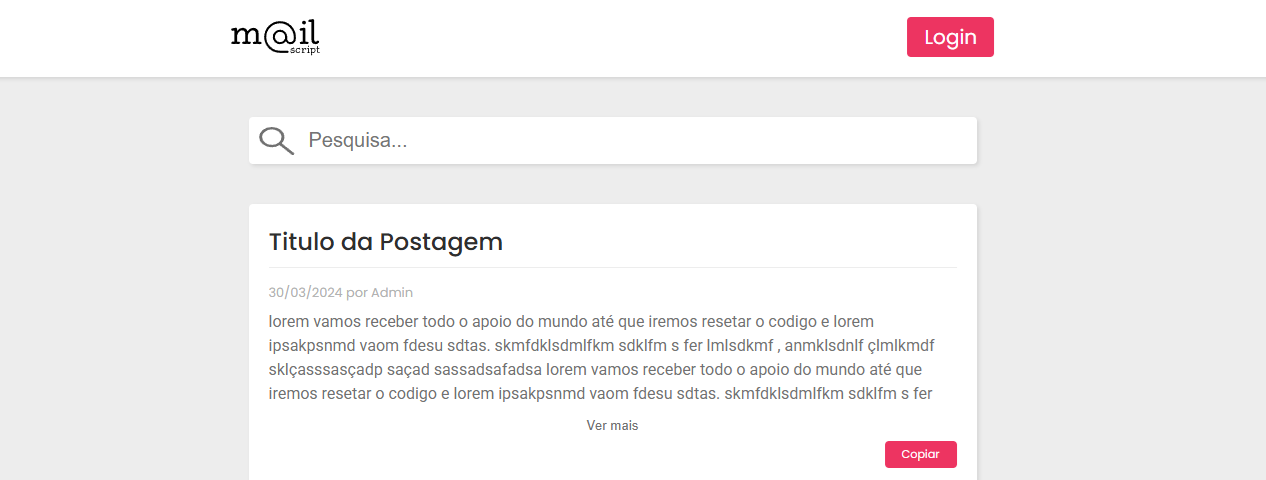 m@il
script
Login
Pesquisa...
Titulo da Postagem
30/03/2024 por Admin
lorem vamos receber todo o apoio do mundo até que iremos resetar o codigo e lorem
ipsakpsnmd vaom fdesu sdtas. skmfdklsdmlfkm sdklfm s fer lmlsdkmf , anmklsdnlf çlmlkmdf
sklçasssasçadp saçad sassadsafadsa lorem vamos receber todo o apoio do mundo até que
iremos resetar o codigo e lorem ipsakpsnmd vaom fdesu sdtas. skmfdklsdmlfkm sdklfm s fer
Ver mais
Copiar